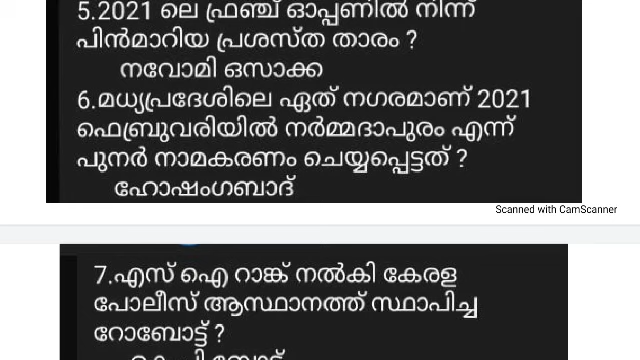 5.2021 ലെ ഫ്രഞ്ച് ഓപ്പണിൽ നിന്ന്
പിൻമാറിയ പ്രശസ്ത താരം ?
നവോമി ഒസാക്ക
6.മധ്യപ്രദേശിലെ ഏത് നഗരമാണ് 2021
ഫെബ്രുവരിയിൽ നർമ്മദാപുരം എന്ന്
പുനർ നാമകരണം ചെയ്യപ്പെട്ടത് ?
ഹോഷംഗബാദ്
Scanned with CamScanner
7.എസ് ഐ റാങ്ക് നൽകി കേരള
പോലീസ് ആസ്ഥാനത്ത് സ്ഥാപിച്ച
റോബോട്ട് ?